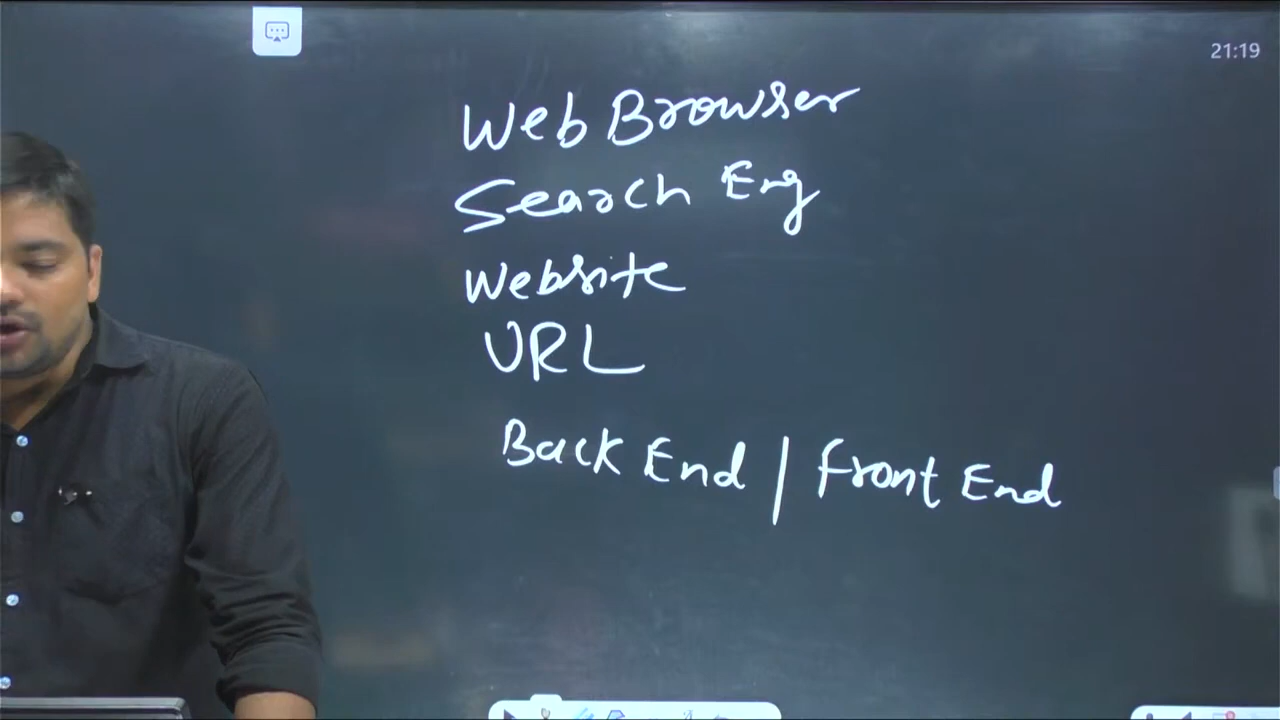 21:19
Web Browser
Search Eng
Website
URL
Back End / Front End